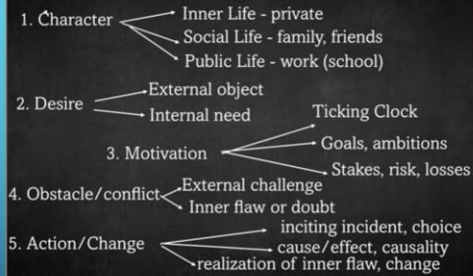 1. Character
Inner Life - private
Social Life - family, friends
Public Life - work (school)
2. Desire
External object
Internal need
3. Motivation
Ticking Clock
Goals, ambitions
Stakes, risk, losses
4. Obstacle/conflict
External challenge
Inner flaw or doubt
5. Action/Change
inciting incident, choice
cause/effect, causality
realization of inner flaw, change